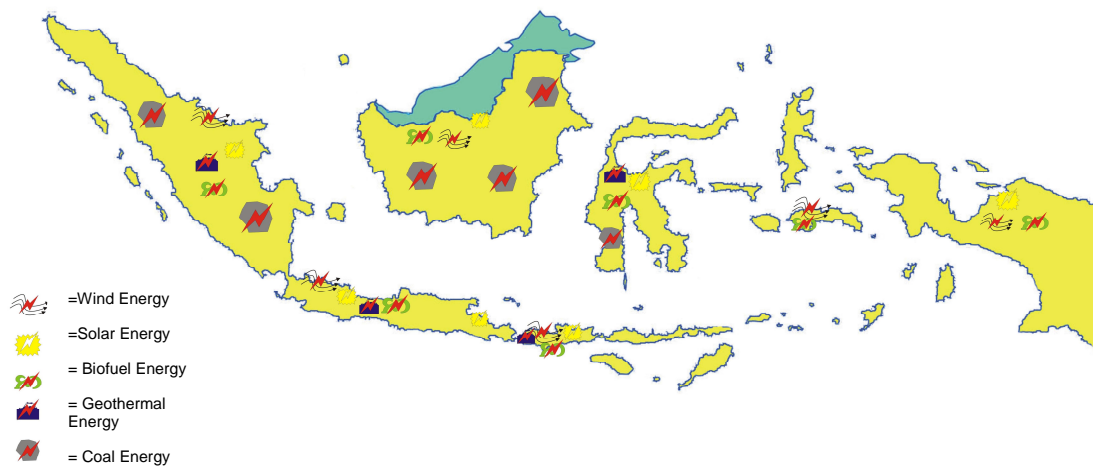 =Wind Energy
=Solar Energy
= Biofuel Energy
= Geothermal
Energy
= Coal Energy